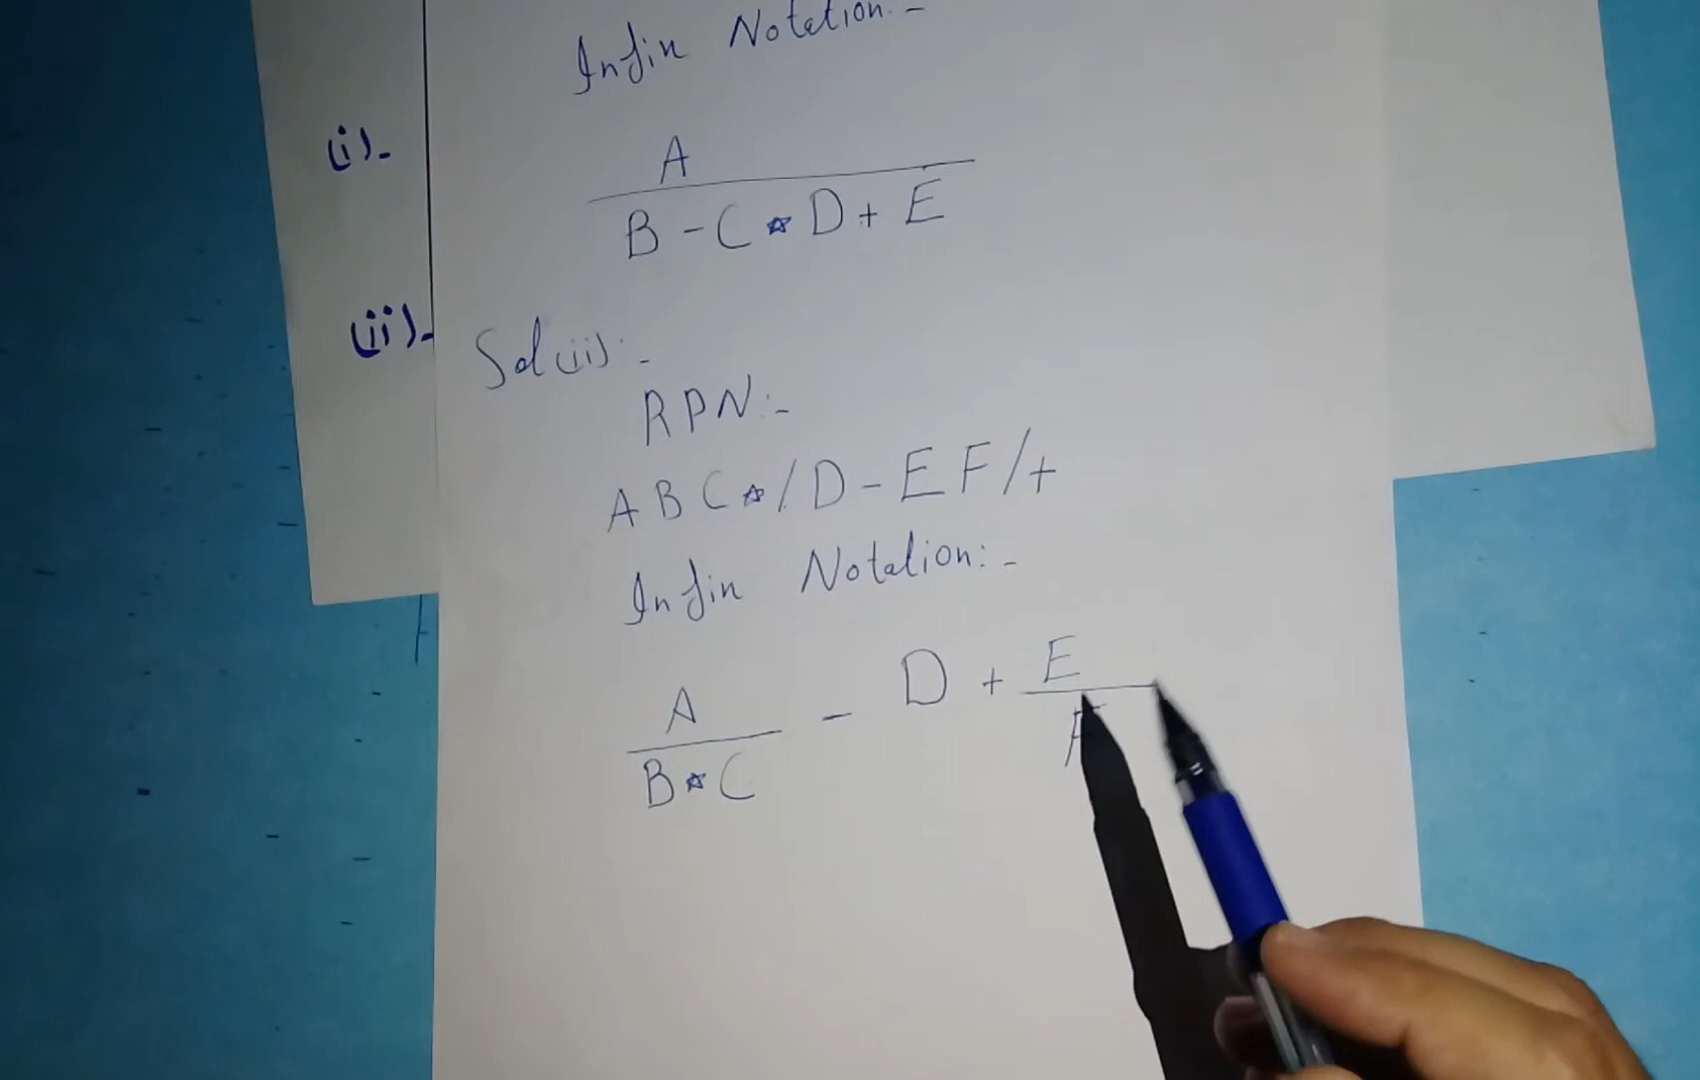 Infix Notation:-
(i)-
A
B - C * D + E
(ii)-
Sol (ii):-
RPN:-
A B C * / D - E F / +
Infix Notation:-
A / B * C - D + E / F